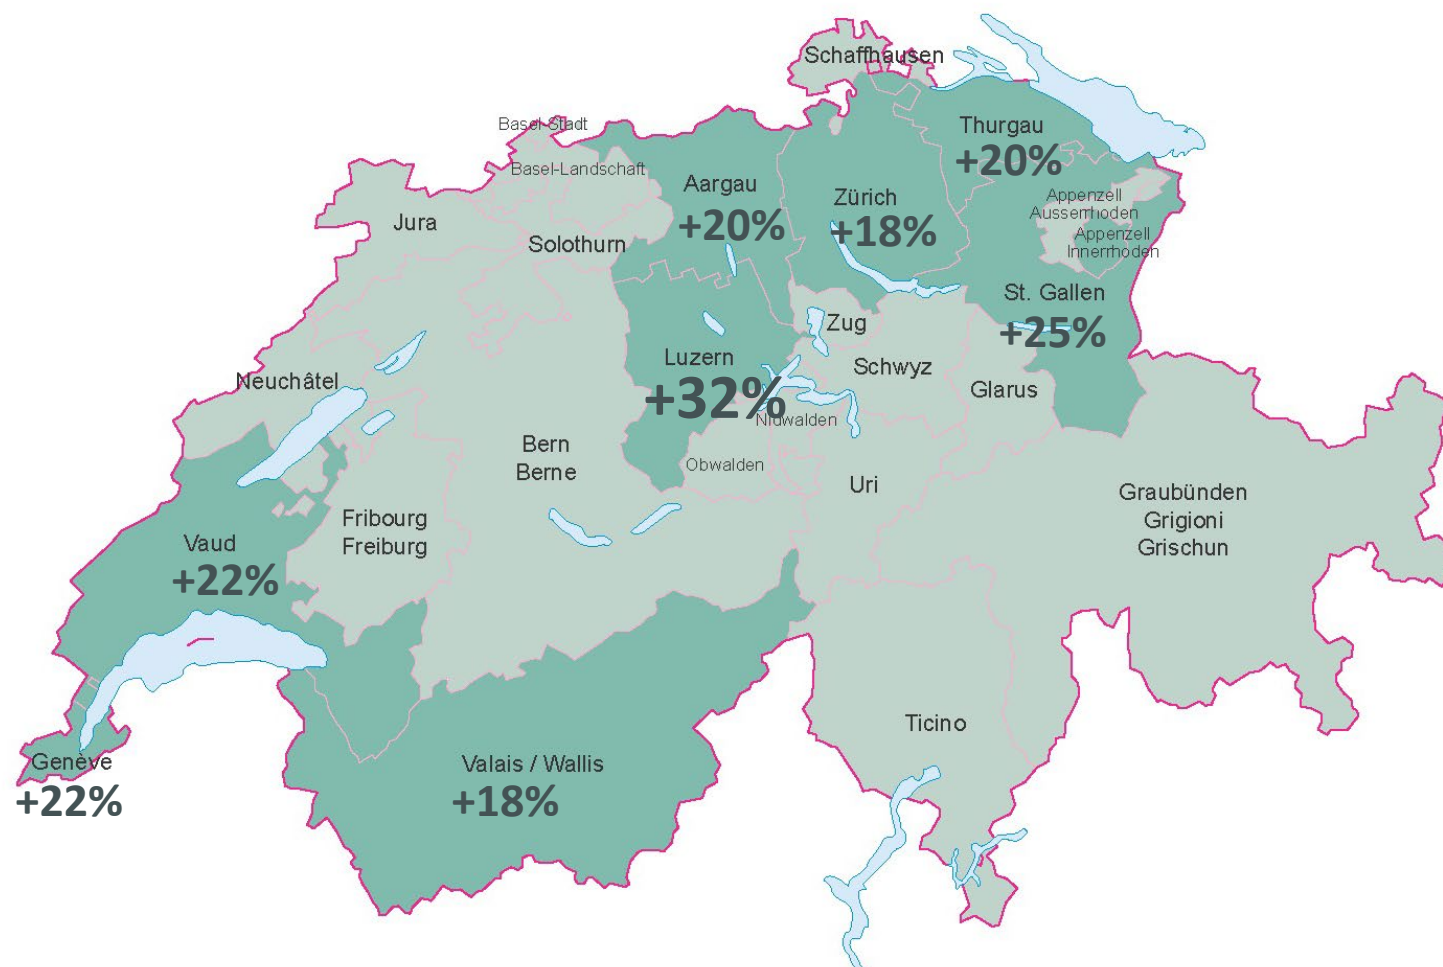 Schaffhausen
Basel-Stadt
Thurgau
+20%
Basel-Landschaft
Aargau
+20%
Zürich
+18%
Appenzell
Ausserrhoden
Appenzell
Innerrhoden
Jura
Solothurn
St. Gallen
+25%
Zug
Luzern
+32%
Schwyz
Neuchâtel
Glarus
Nidwalden
Bern
Berne
Obwalden
Uri
Graubünden
Grigioni
Grischun
Fribourg
Freiburg
Vaud
+22%
Ticino
Genève
+22%
Valais / Wallis
+18%